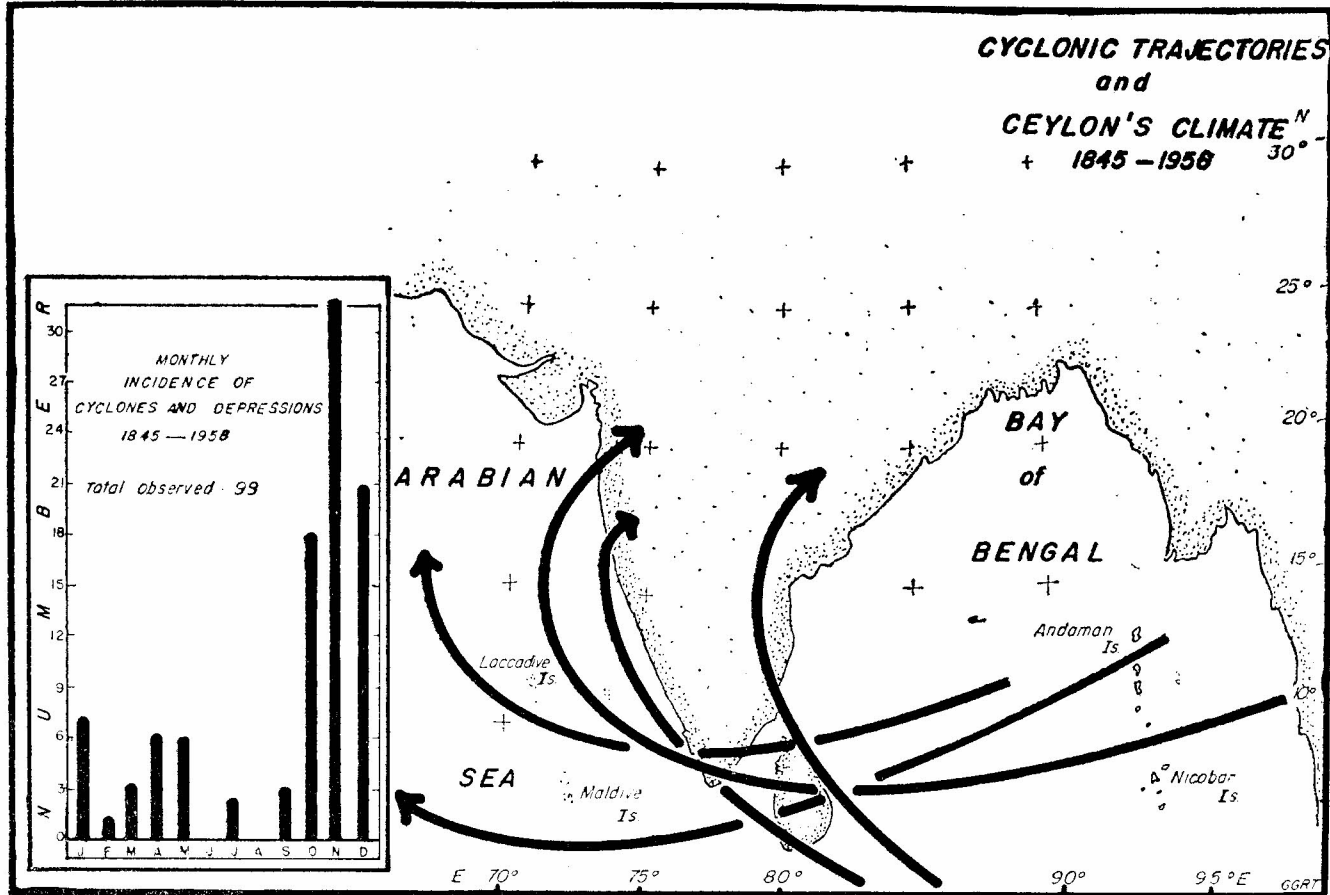 CYCLONIC TRAJECTORIES
and
CEYLON'S CLIMATE
1845 — 1958
N
30°
25°
20°
15°
10°
R
E
B
M
U
N
30
27
24
21
18
15
12
9
6
3
0
MONTHLY
INCIDENCE OF
CYCLONES AND DEPRESSIONS
1845 — 1958
Total observed 99
J F M A M J J A S O N D
ARABIAN
SEA
BAY
of
BENGAL
Laccadive
Is.
Maldive
Is.
Andaman
Is.
Nicobar
Is.
E 70° 75° 80° 90° 95°E
GGRT